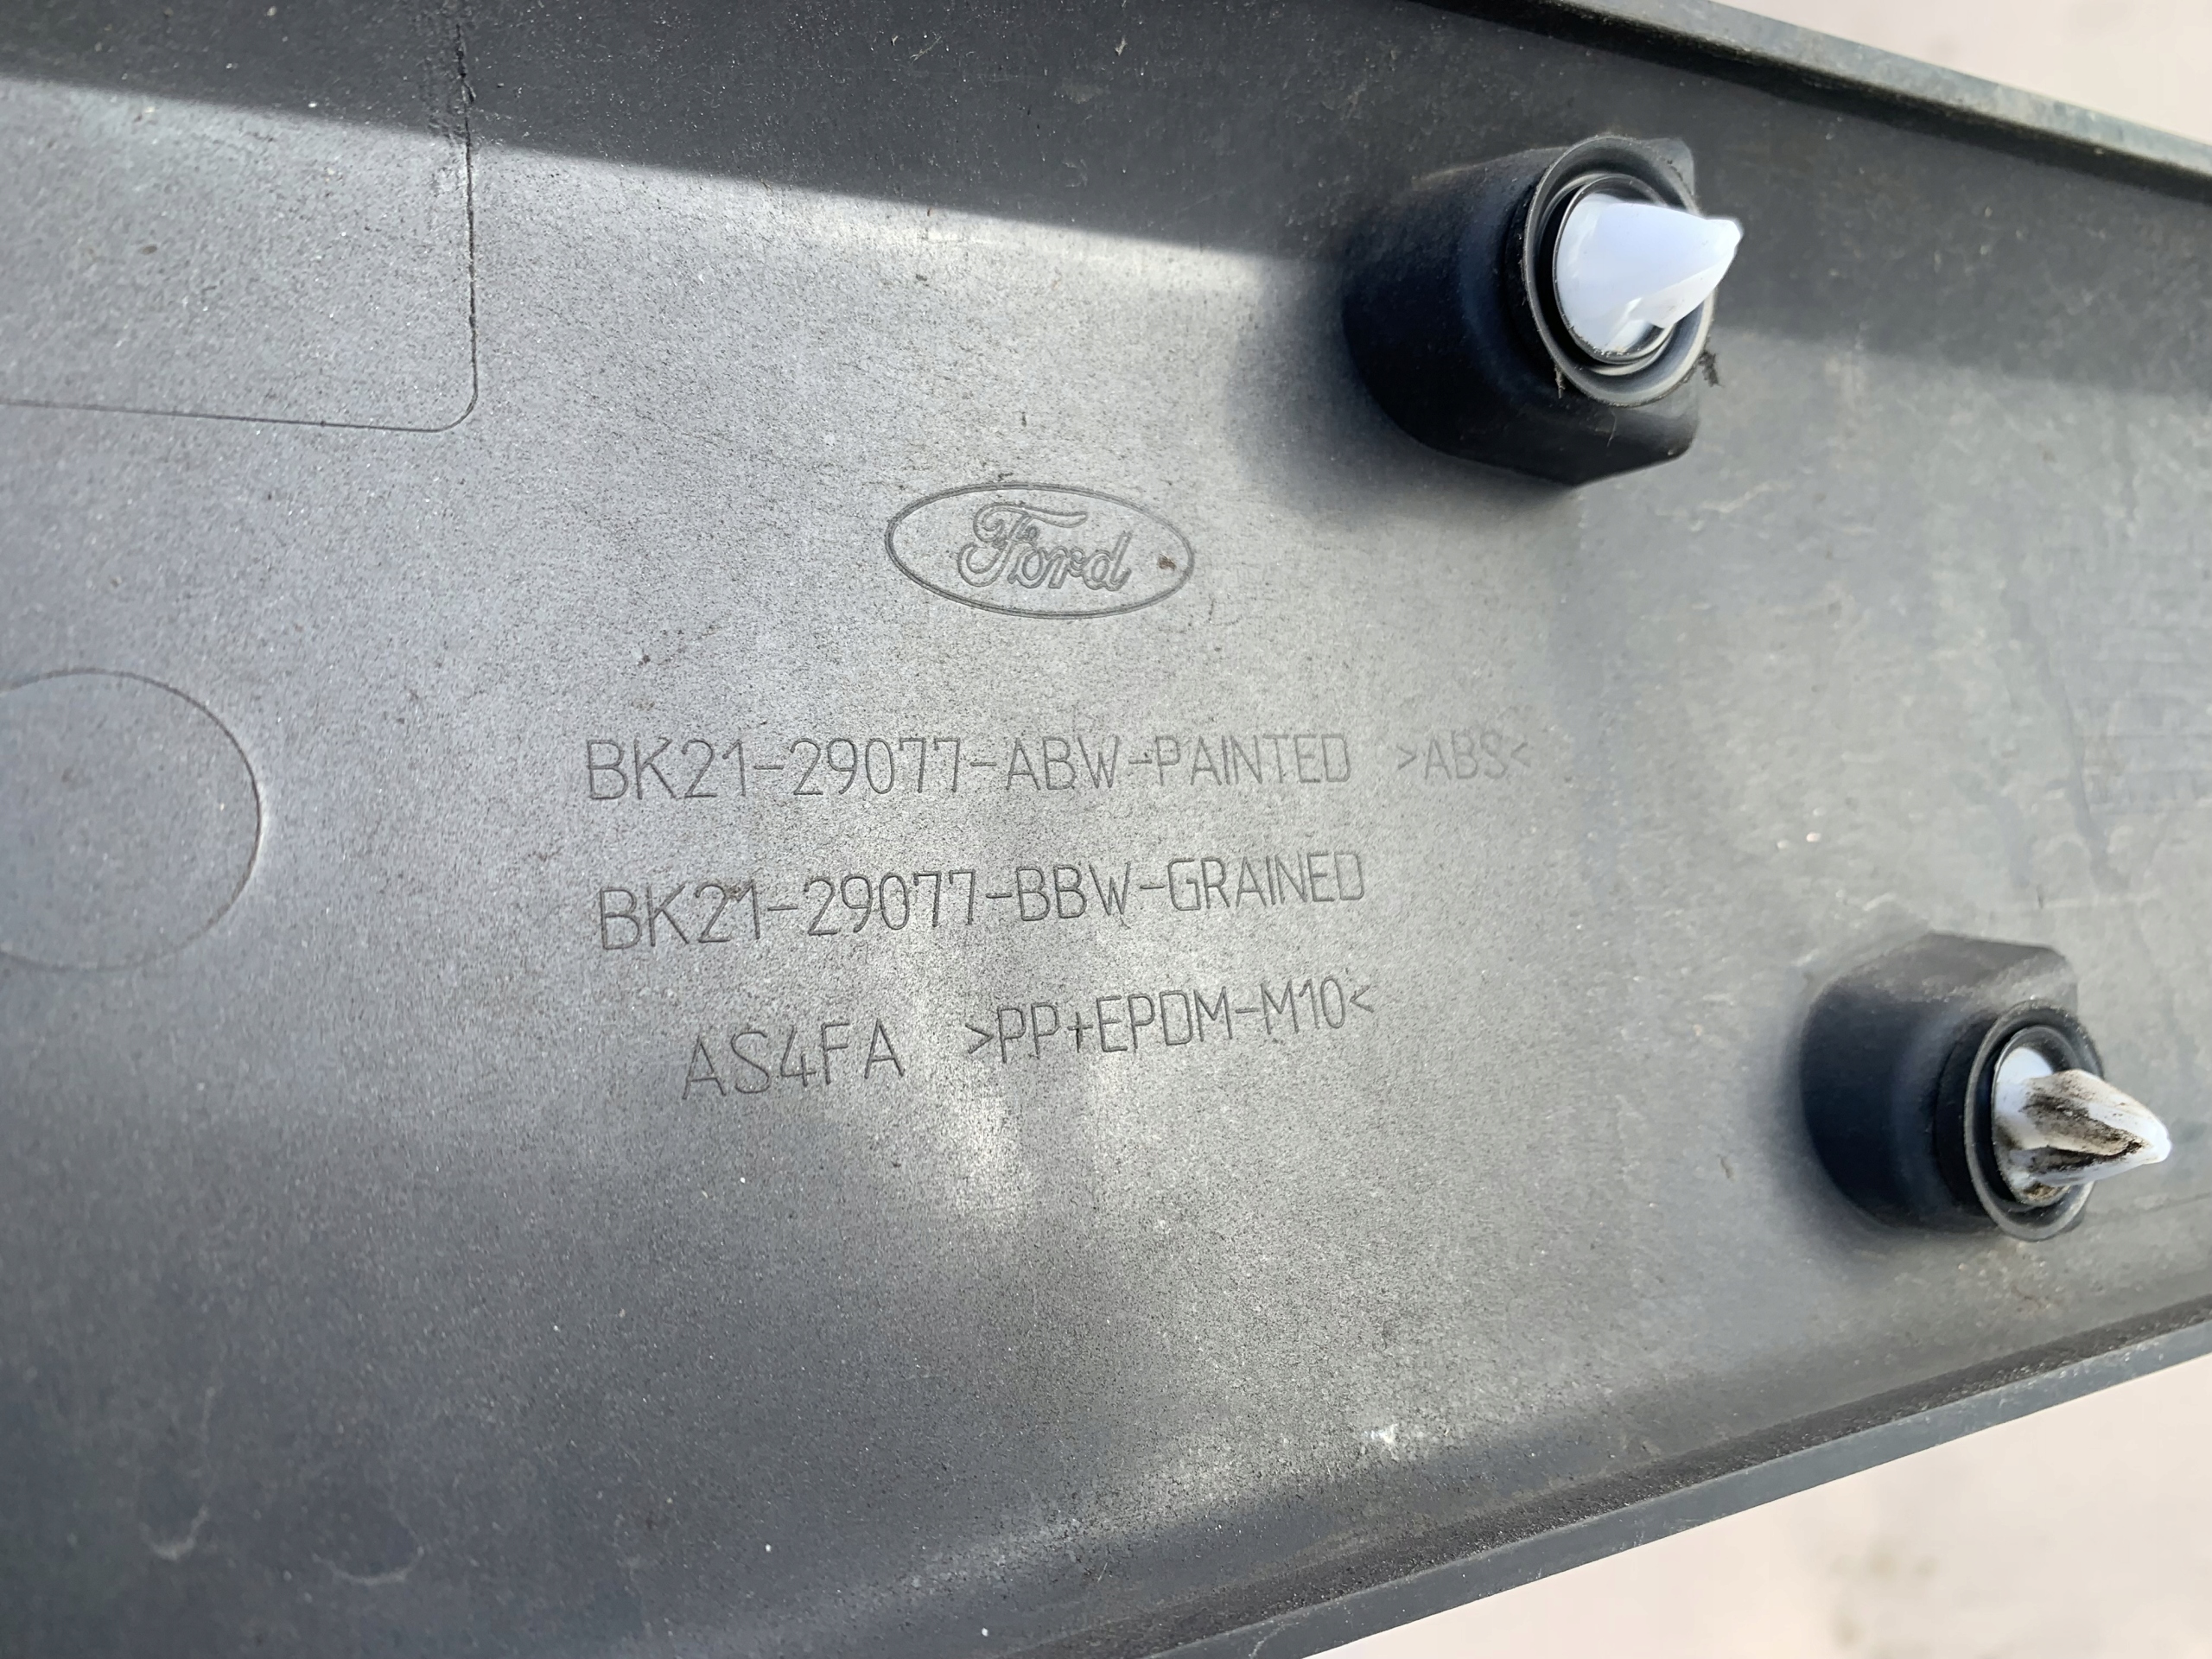 Ford
BK21-29077-ABW-PAINTED >ABS<
BK21-29077-BBW-GRAINED
AS4FA >PP+EPDM-M10<